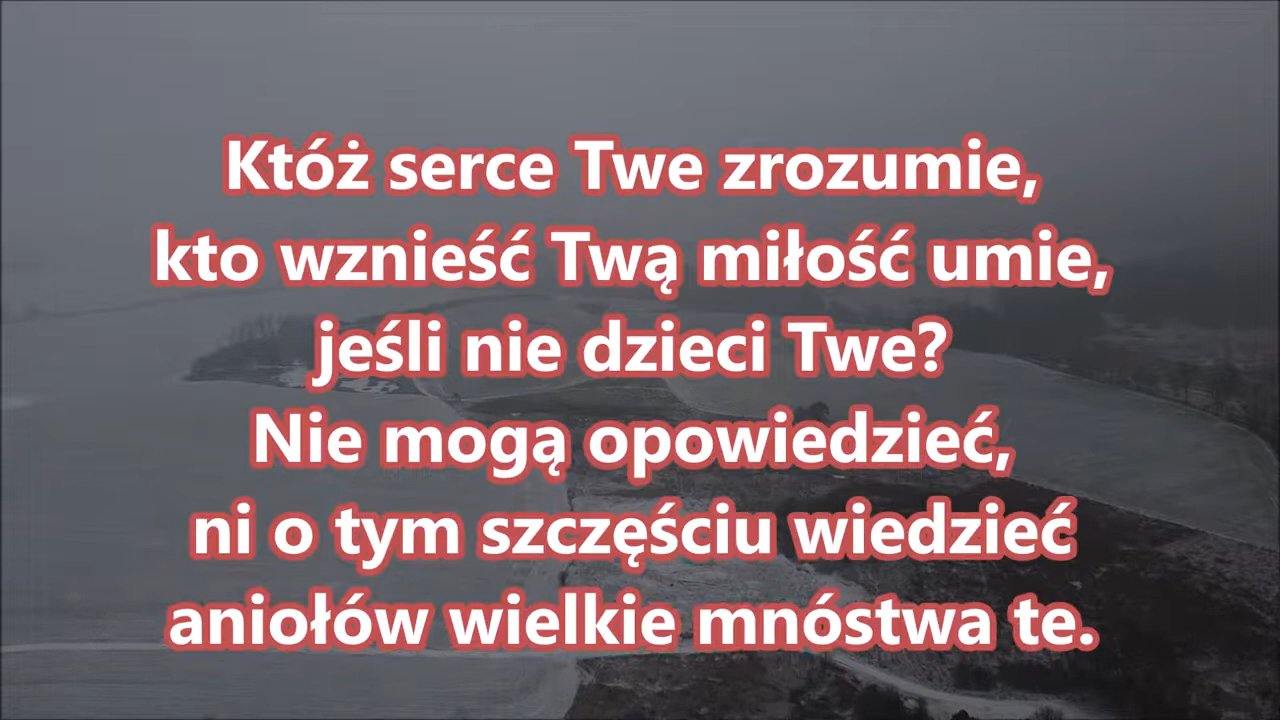 Któż serce Twe zrozumie,
kto wznieść Twą miłość umie,
jeśli nie dzieci Twe?
Nie mogą opowiedzieć,
ni o tym szczęściu wiedzieć
aniołów wielkie mnóstwa te.